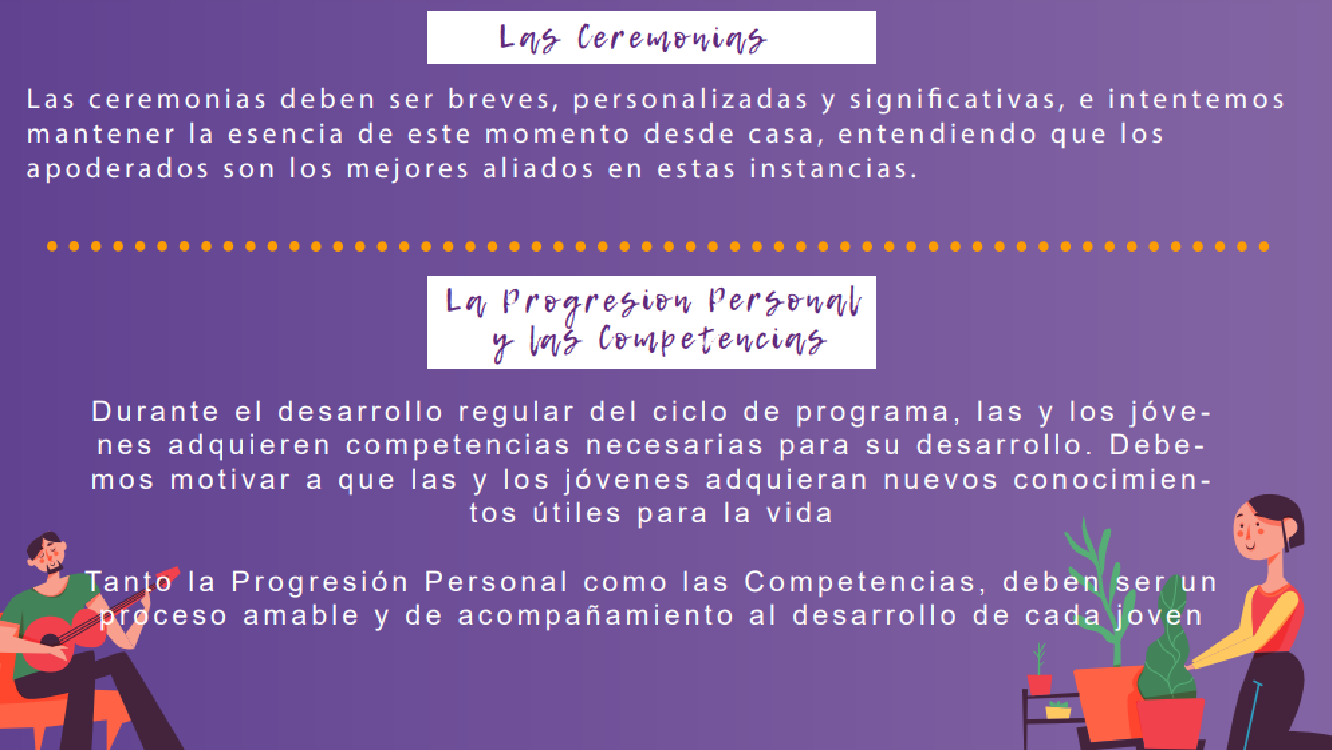 Las Ceremonias
Las ceremonias deben ser breves, personalizadas y significativas, e intentemos
mantener la esencia de este momento desde casa, entendiendo que los
apoderados son los mejores aliados en estas instancias.
La Progresion Personal
y las Competencias
Durante el desarrollo regular del ciclo de programa, las y los jóve-
nes adquieren competencias necesarias para su desarrollo. Debe-
mos motivar a que las y los jóvenes adquieran nuevos conocimien-
tos útiles para la vida
Tanto la Progresión Personal como las Competencias, deben ser un
proceso amable y de acompañamiento al desarrollo de cada joven